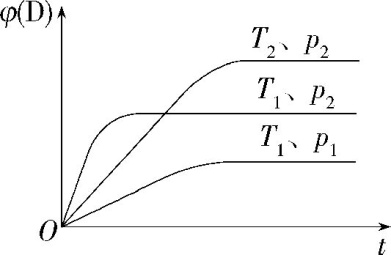 φ(D)
T₂、p₂
T₁、p₂
T₁、p₁
O
t